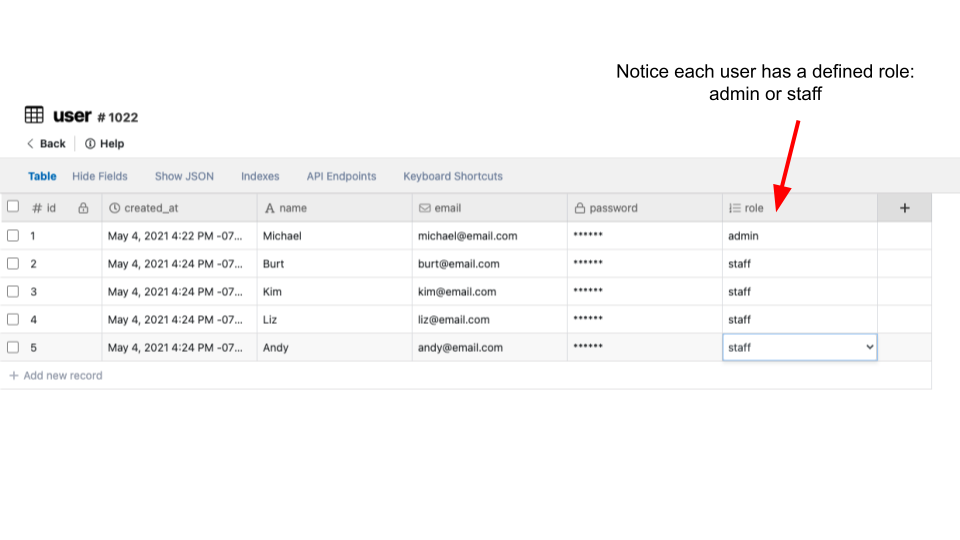 Notice each user has a defined role:
admin or staff
user # 1022
Back Help
Table Hide Fields Show JSON Indexes API Endpoints Keyboard Shortcuts
# id created_at A name email password role +
1 May 4, 2021 4:22 PM -07... Michael michael@email.com •••••• admin
2 May 4, 2021 4:24 PM -07... Burt burt@email.com •••••• staff
3 May 4, 2021 4:24 PM -07... Kim kim@email.com •••••• staff
4 May 4, 2021 4:24 PM -07... Liz liz@email.com •••••• staff
5 May 4, 2021 4:24 PM -07... Andy andy@email.com •••••• staff
+ Add new record